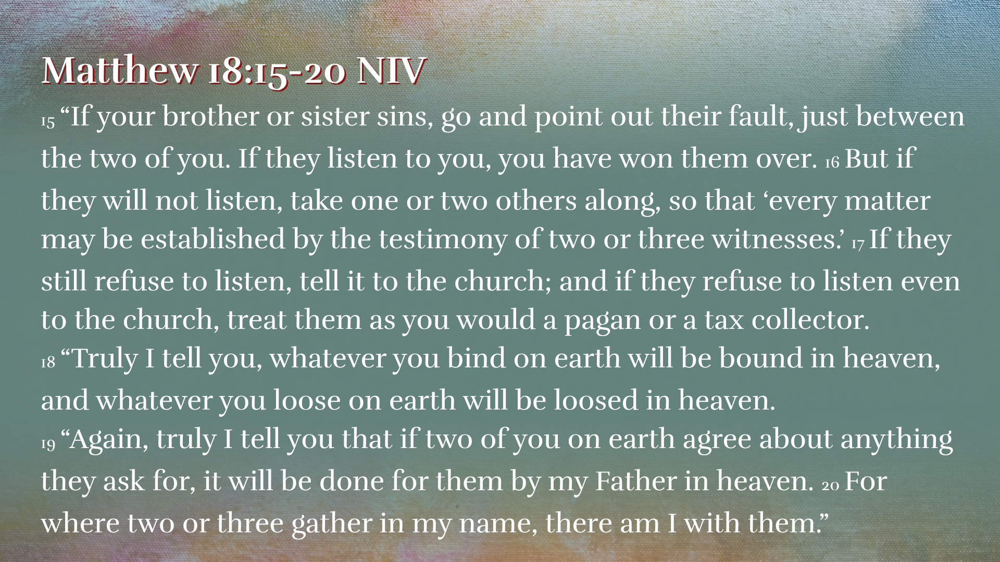 Matthew 18:15-20 NIV
15 “If your brother or sister sins, go and point out their fault, just between
the two of you. If they listen to you, you have won them over. 16 But if
they will not listen, take one or two others along, so that ‘every matter
may be established by the testimony of two or three witnesses.’ 17 If they
still refuse to listen, tell it to the church; and if they refuse to listen even
to the church, treat them as you would a pagan or a tax collector.
18 “Truly I tell you, whatever you bind on earth will be bound in heaven,
and whatever you loose on earth will be loosed in heaven.
19 “Again, truly I tell you that if two of you on earth agree about anything
they ask for, it will be done for them by my Father in heaven. 20 For
where two or three gather in my name, there am I with them.”